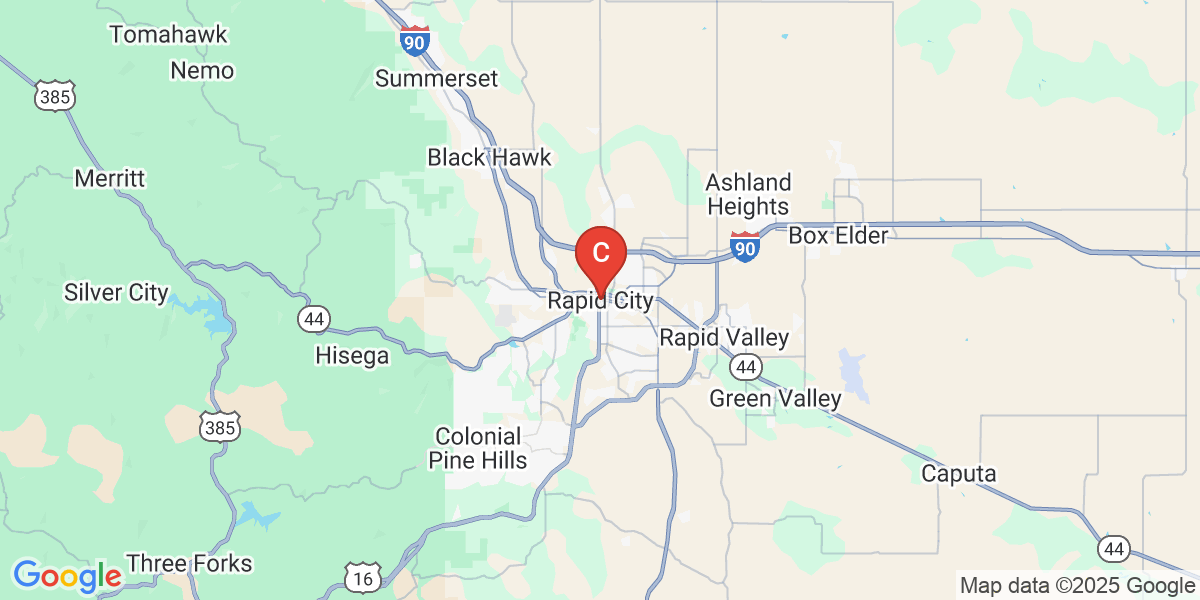 Tomahawk
90
Nemo
Summerset
385
Black Hawk
Merritt
Ashland
Heights
C
90
Box Elder
Silver City
Rapid City
44
Hisega
Rapid Valley
44
Green Valley
385
Colonial
Pine Hills
Caputa
44
Three Forks
16
Google
Map data ©2025 Google